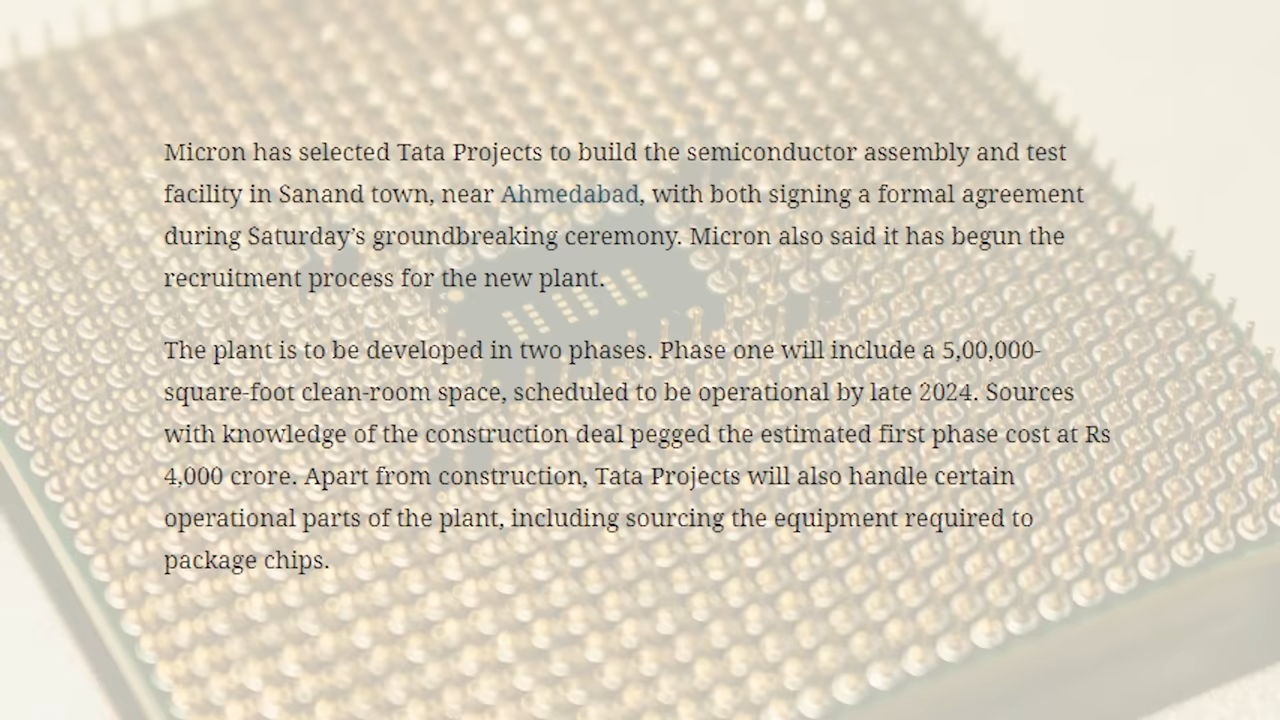 Micron has selected Tata Projects to build the semiconductor assembly and test
facility in Sanand town, near Ahmedabad, with both signing a formal agreement
during Saturday’s groundbreaking ceremony. Micron also said it has begun the
recruitment process for the new plant.
The plant is to be developed in two phases. Phase one will include a 5,00,000-
square-foot clean-room space, scheduled to be operational by late 2024. Sources
with knowledge of the construction deal pegged the estimated first phase cost at Rs
4,000 crore. Apart from construction, Tata Projects will also handle certain
operational parts of the plant, including sourcing the equipment required to
package chips.